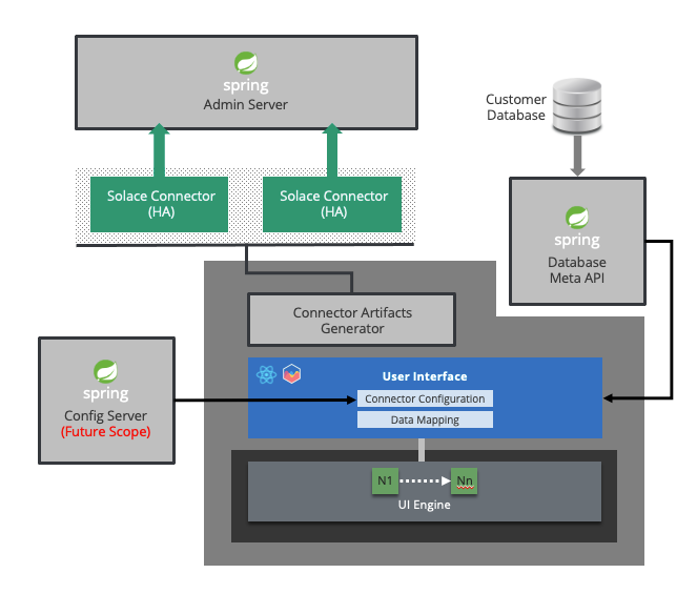 spring
Admin Server
Customer
Database
Solace Connector
(HA)
Solace Connector
(HA)
spring
Database
Meta API
Connector Artifacts
Generator
spring
Config Server
(Future Scope)
User Interface
Connector Configuration
Data Mapping
N1
Nn
UI Engine